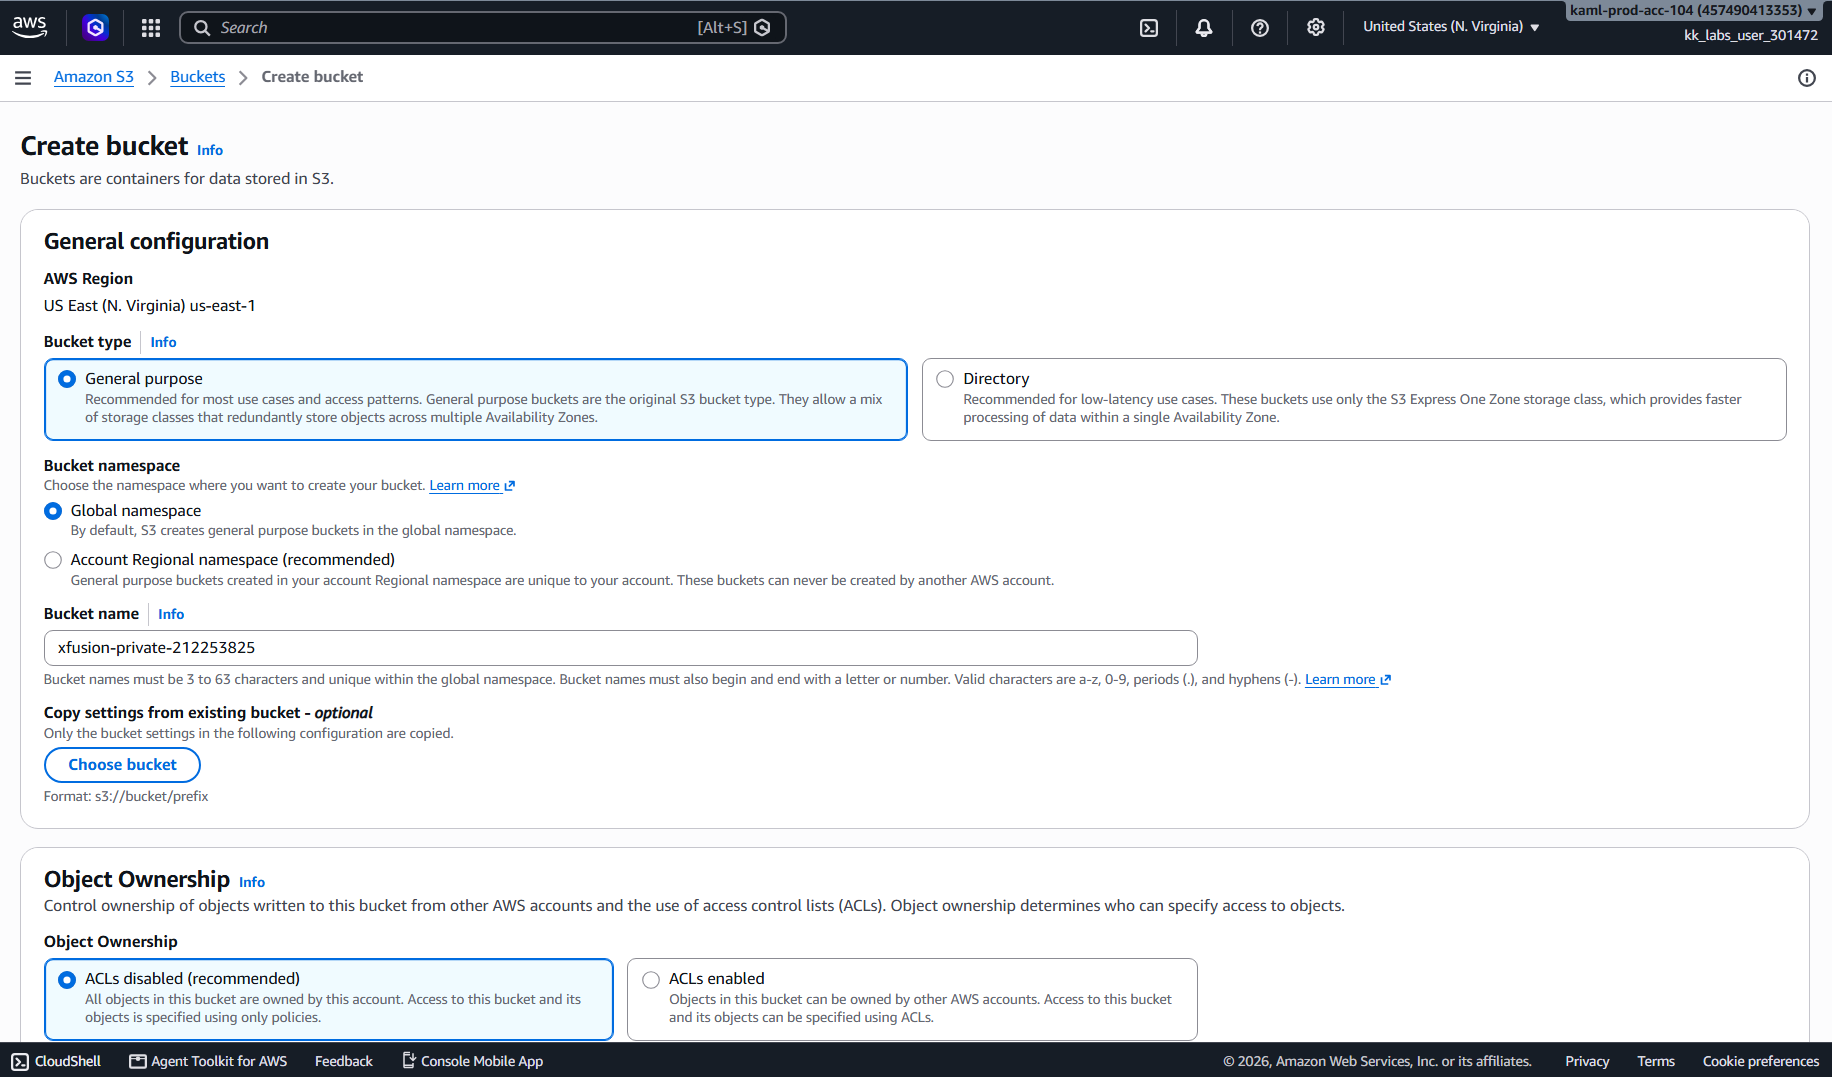 aws
Search
[Alt+S]
United States (N. Virginia)
kaml-prod-acc-104 (457490413353)
kk_labs_user_301472
Amazon S3
Buckets
Create bucket
Create bucket Info
Buckets are containers for data stored in S3.
General configuration
AWS Region
US East (N. Virginia) us-east-1
Bucket type Info
General purpose
Recommended for most use cases and access patterns. General purpose buckets are the original S3 bucket type. They allow a mix
of storage classes that redundantly store objects across multiple Availability Zones.
Directory
Recommended for low-latency use cases. These buckets use only the S3 Express One Zone storage class, which provides faster
processing of data within a single Availability Zone.
Bucket namespace
Choose the namespace where you want to create your bucket. Learn more
Global namespace
By default, S3 creates general purpose buckets in the global namespace.
Account Regional namespace (recommended)
General purpose buckets created in your account Regional namespace are unique to your account. These buckets can never be created by another AWS account.
Bucket name Info
xfusion-private-212253825
Bucket names must be 3 to 63 characters and unique within the global namespace. Bucket names must also begin and end with a letter or number. Valid characters are a-z, 0-9, periods (.), and hyphens (-). Learn more
Copy settings from existing bucket - optional
Only the bucket settings in the following configuration are copied.
Choose bucket
Format: s3://bucket/prefix
Object Ownership Info
Control ownership of objects written to this bucket from other AWS accounts and the use of access control lists (ACLs). Object ownership determines who can specify access to objects.
Object Ownership
ACLs disabled (recommended)
All objects in this bucket are owned by this account. Access to this bucket and its
objects is specified using only policies.
ACLs enabled
Objects in this bucket can be owned by other AWS accounts. Access to this bucket
and its objects can be specified using ACLs.
CloudShell
Agent Toolkit for AWS
Feedback
Console Mobile App
© 2026, Amazon Web Services, Inc. or its affiliates.
Privacy
Terms
Cookie preferences